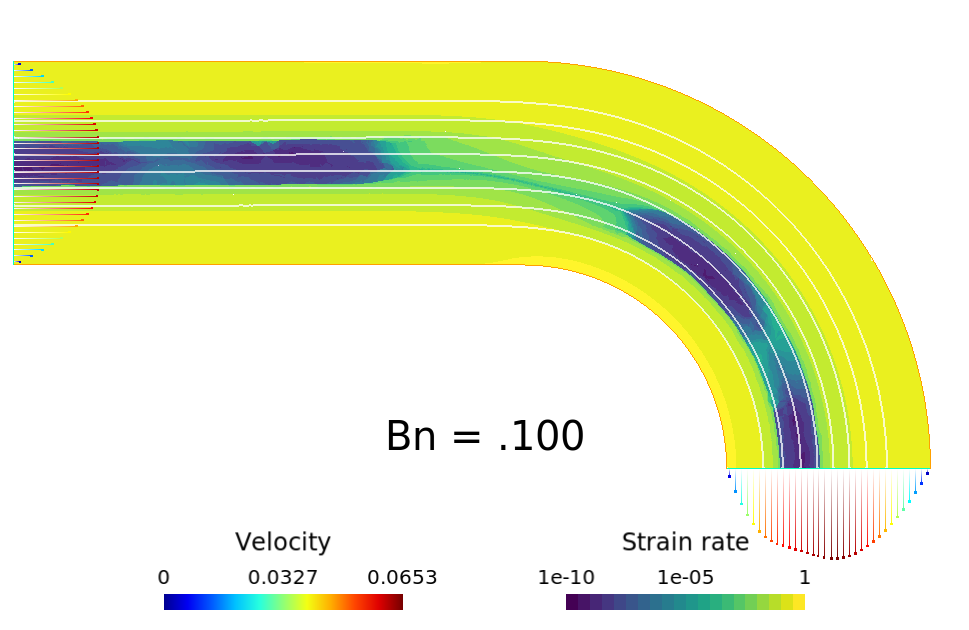 Bn = .100
Velocity
0 0.0327 0.0653
Strain rate
1e-10 1e-05 1